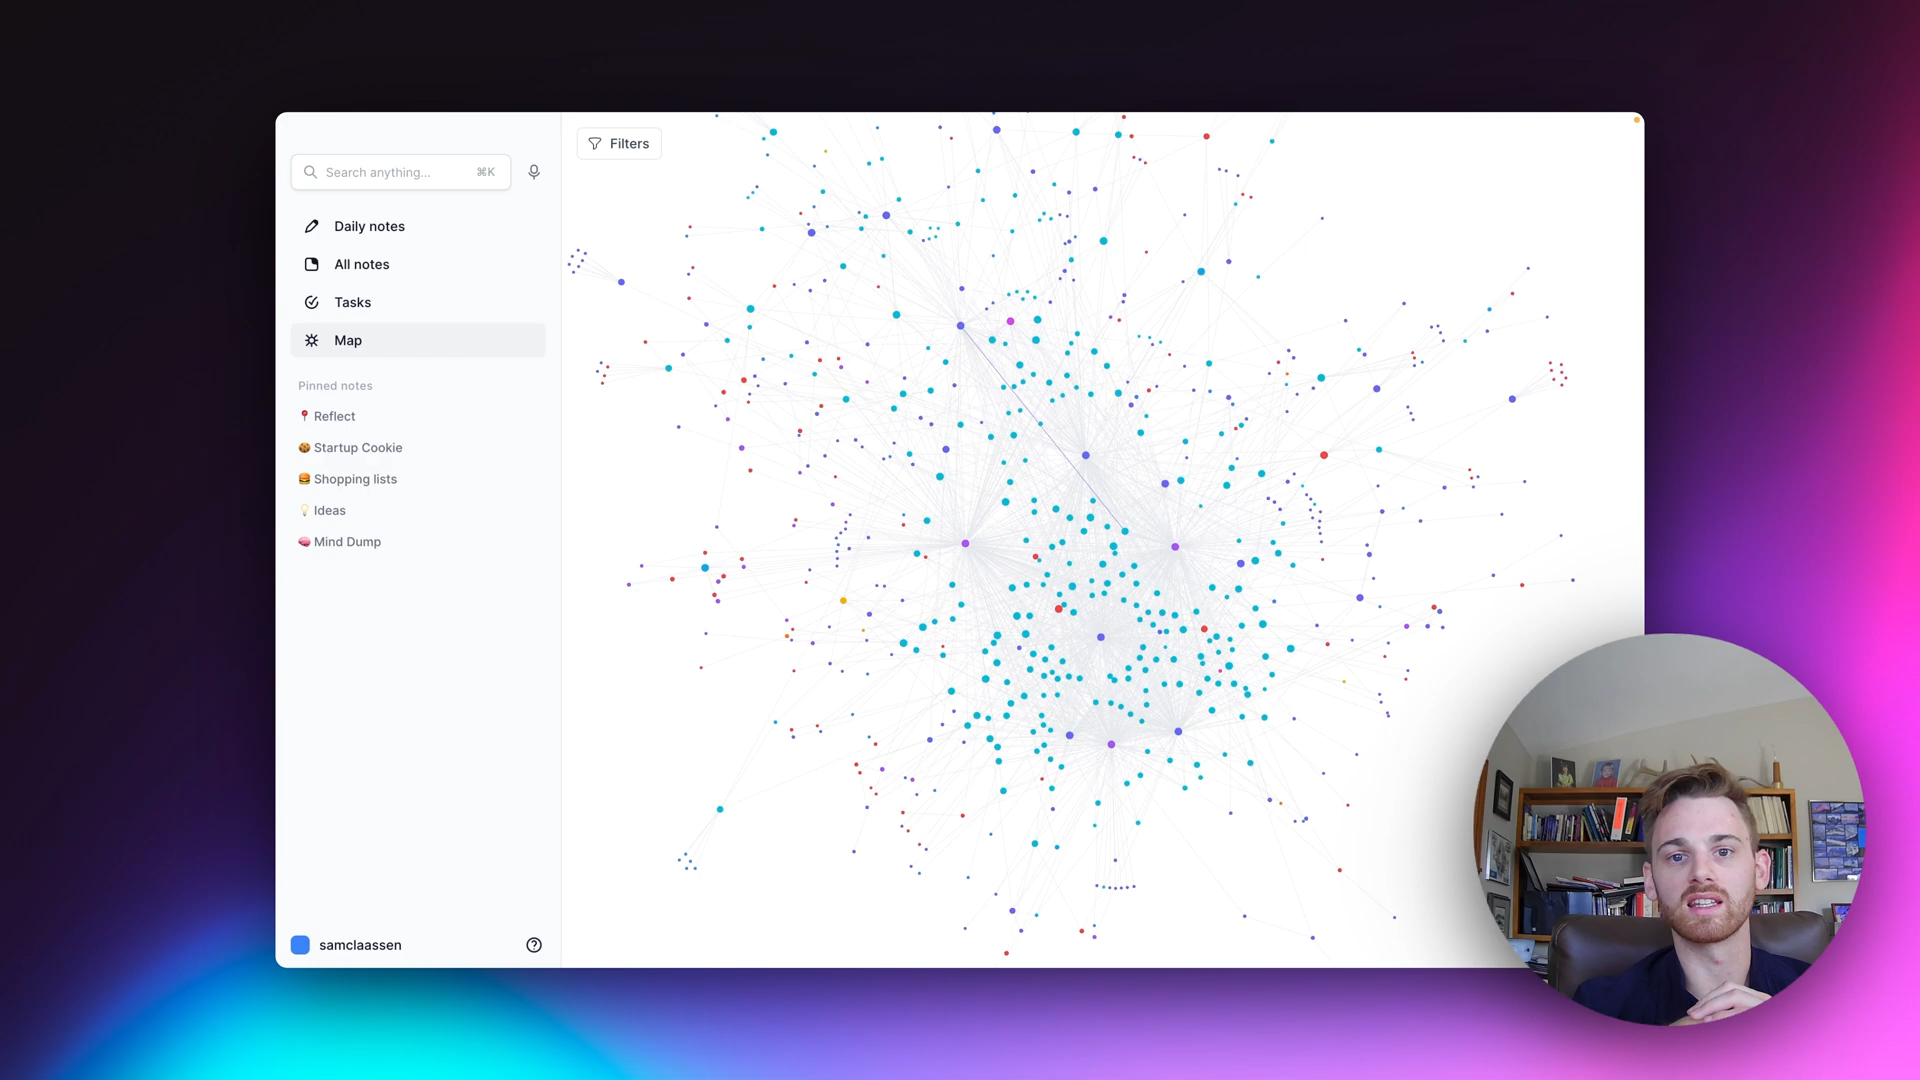 Search anything...
⌘K
Filters
Daily notes
All notes
Tasks
Map
Pinned notes
Reflect
Startup Cookie
Shopping lists
Ideas
Mind Dump
samclaassen